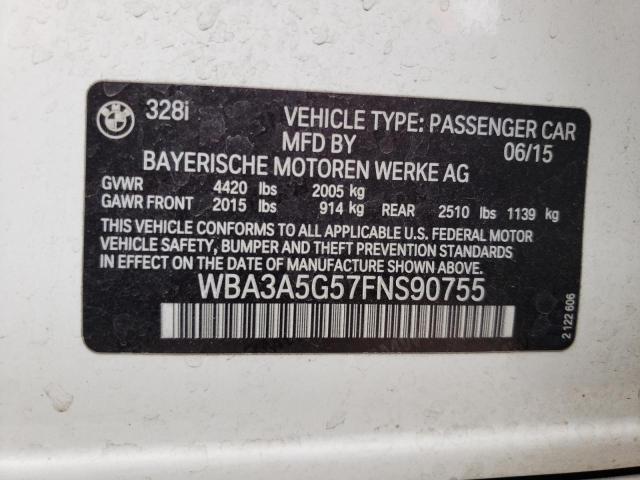 BMW
328i VEHICLE TYPE: PASSENGER CAR
MFD BY 06/15
BAYERISCHE MOTOREN WERKE AG
GVWR 4420 lbs 2005 kg
GAWR FRONT 2015 lbs 914 kg REAR 2510 lbs 1139 kg
THIS VEHICLE CONFORMS TO ALL APPLICABLE U.S. FEDERAL MOTOR
VEHICLE SAFETY, BUMPER AND THEFT PREVENTION STANDARDS
IN EFFECT ON THE DATE OF MANUFACTURE SHOWN ABOVE.
WBA3A5G57FNS90755
2 122 606